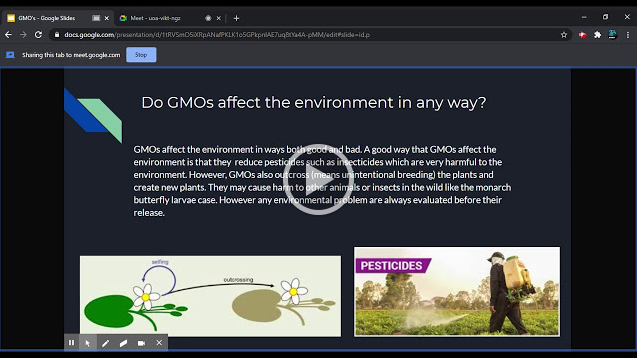 GMO's - Google Slides
Meet - uoa-vikt-ngz
docs.google.com/presentation/d/1tRVSmO5iXRpANafPKLK1o5GPkpnIAE7uq8tYa4A-pMM/edit#slide=id.p
Sharing this tab to meet.google.com
Stop
Do GMOs affect the environment in any way?
GMOs affect the environment in ways both good and bad. A good way that GMOs affect the
environment is that they reduce pesticides such as insecticides which are very harmful to the
environment. However, GMOs also outcross (means unintentional breeding) the plants and
create new plants. They may cause harm to other animals or insects in the wild like the monarch
butterfly larvae case. However any environmental problem are always evaluated before their
release.
selfing
outcrossing
PESTICIDES